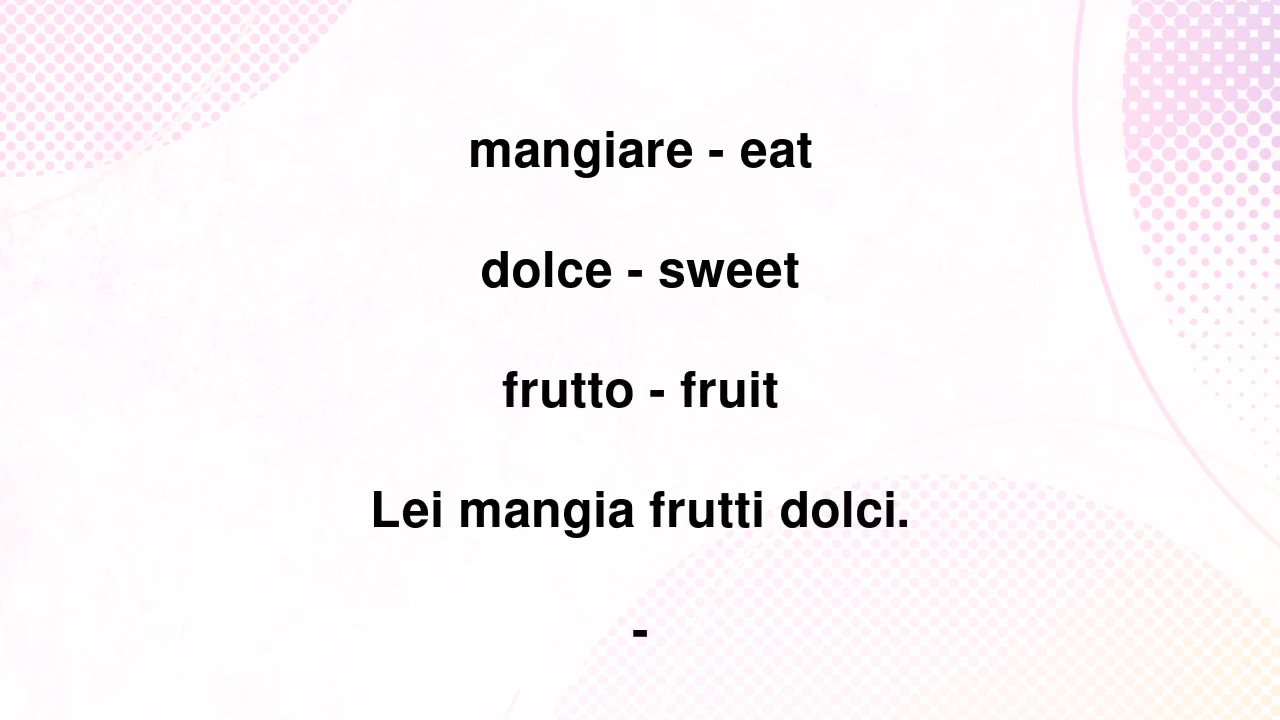 mangiare - eat
dolce - sweet
frutto - fruit
Lei mangia frutti dolci.
-